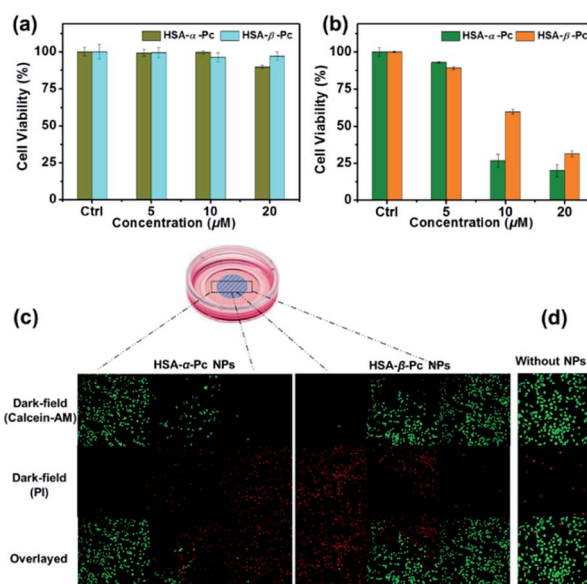 (a)
HSA-α-Pc HSA-β-Pc
Cell Viability (%)
100
75
50
25
0
Ctrl 5 10 20
Concentration (µM)
(b)
HSA-α-Pc HSA-β-Pc
Cell Viability (%)
100
75
50
25
0
Ctrl 5 10 20
Concentration (µM)
(c)
(d)
HSA-α-Pc NPs HSA-β-Pc NPs Without NPs
Dark-field
(Calcein-AM)
Dark-field
(PI)
Overlayed